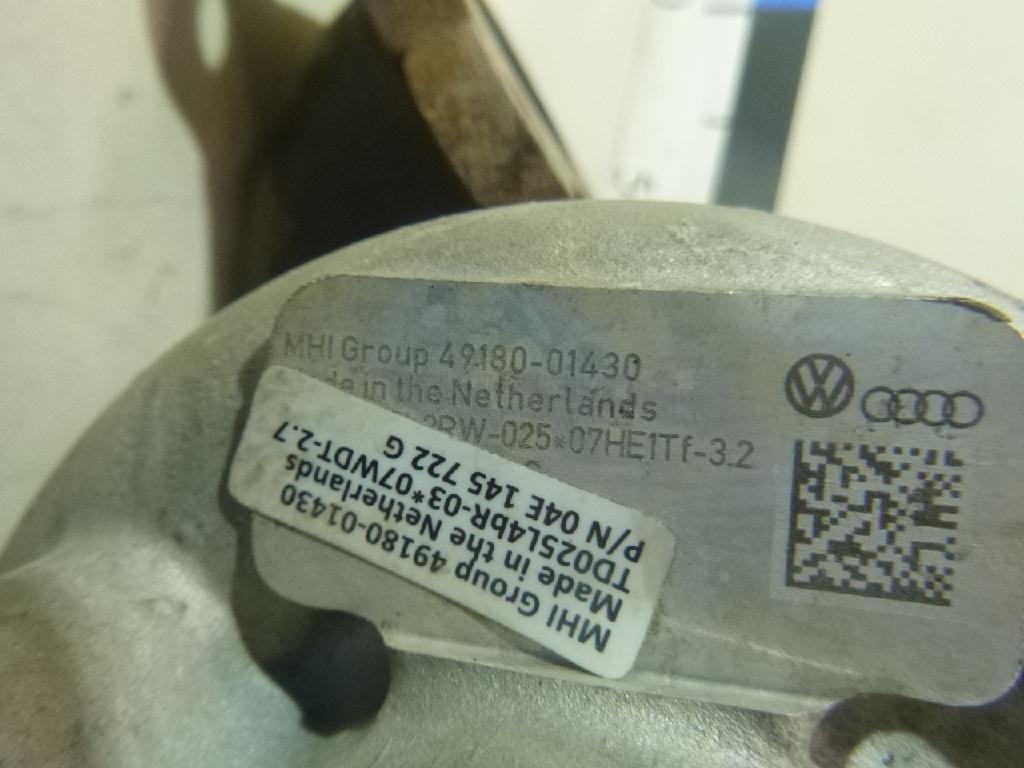 MHI Group 49180-01430
in the Netherlands
2RW-025*07HE1Tf-3.2
MHI Group 49180-01430
Made in the Netherlands
TD025L4bR-03*07WDT-2.7
P/N 04E 145 722 G